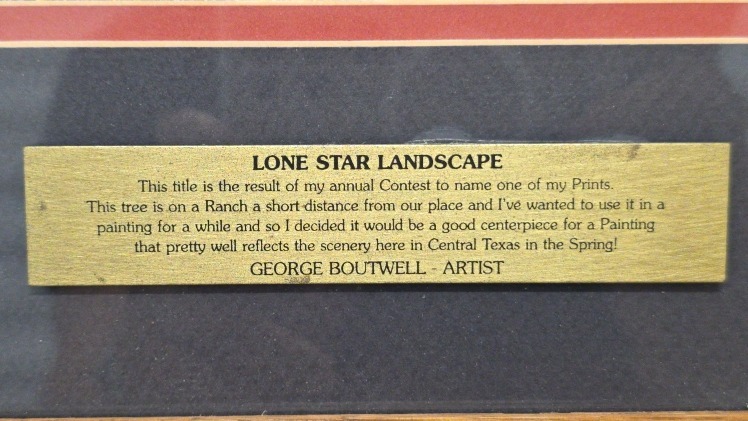 LONE STAR LANDSCAPE
This title is the result of my annual Contest to name one of my Prints.
This tree is on a Ranch a short distance from our place and I've wanted to use it in a
painting for a while and so I decided it would be a good centerpiece for a Painting
that pretty well reflects the scenery here in Central Texas in the Spring!
GEORGE BOUTWELL - ARTIST